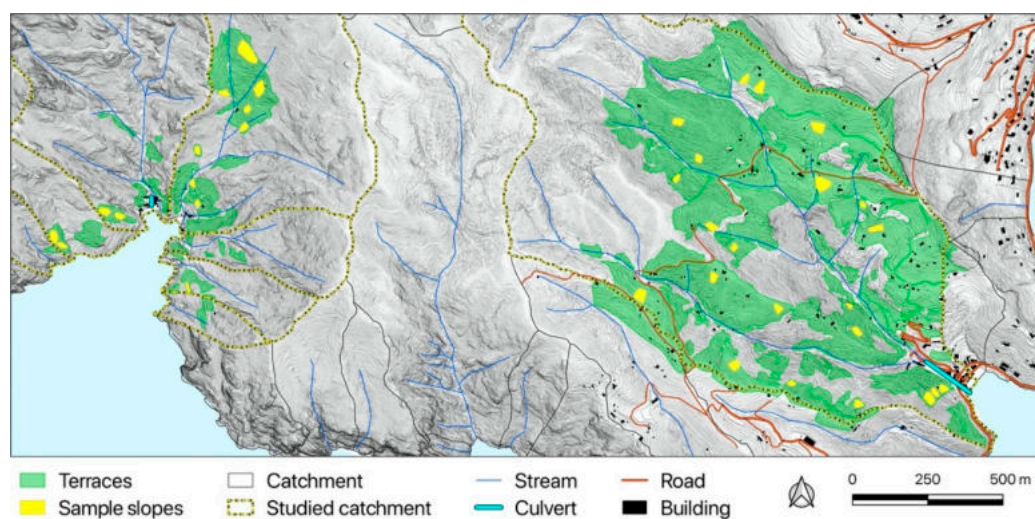 Terraces
Catchment
Stream
Road
0 250 500 m
Sample slopes
Studied catchment
Culvert
Building